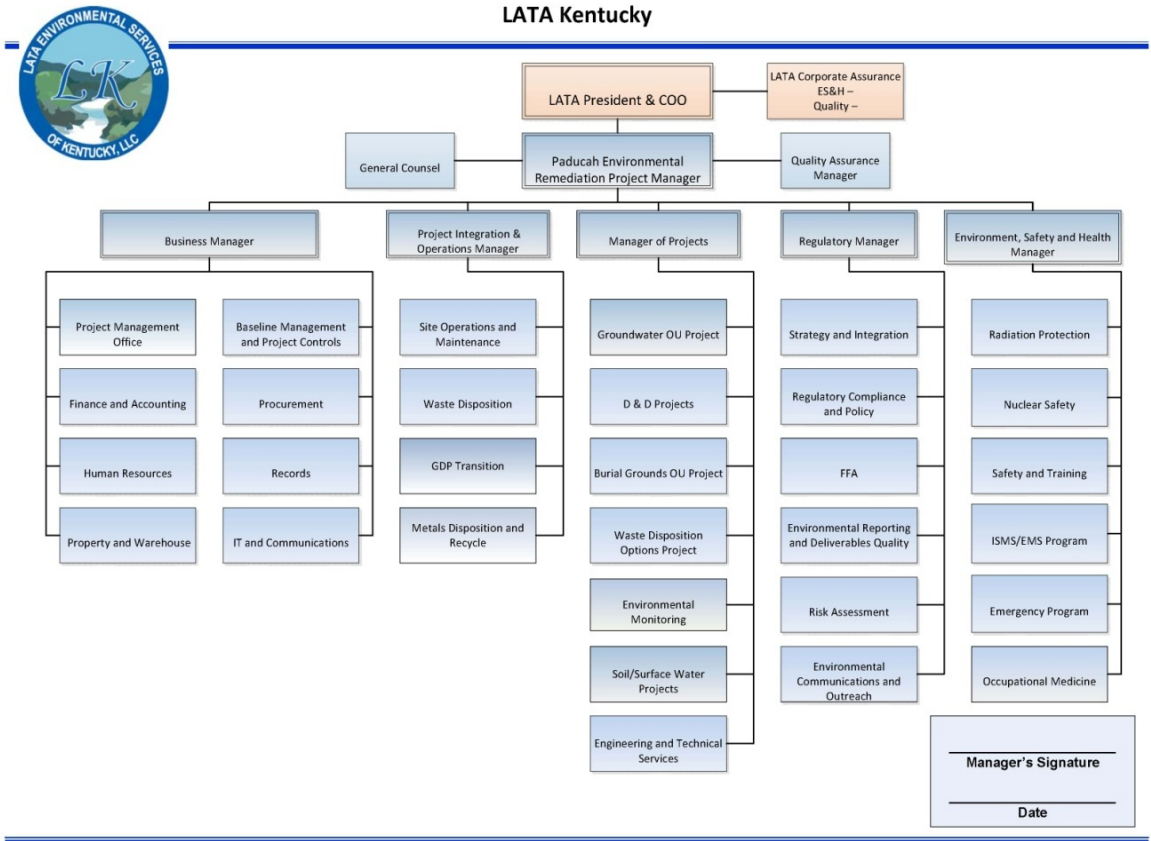 LATA Kentucky
LATA ENVIRONMENTAL SERVICES
LK
OF KENTUCKY, LLC
LATA President & COO
LATA Corporate Assurance
ES&H –
Quality –
General Counsel
Paducah Environmental
Remediation Project Manager
Quality Assurance
Manager
Business Manager
Project Integration &
Operations Manager
Manager of Projects
Regulatory Manager
Environment, Safety and Health
Manager
Project Management
Office
Baseline Management
and Project Controls
Finance and Accounting
Procurement
Human Resources
Records
Property and Warehouse
IT and Communications
Site Operations and
Maintenance
Waste Disposition
GDP Transition
Metals Disposition and
Recycle
Groundwater OU Project
D & D Projects
Burial Grounds OU Project
Waste Disposition
Options Project
Environmental
Monitoring
Soil/Surface Water
Projects
Engineering and Technical
Services
Strategy and Integration
Regulatory Compliance
and Policy
FFA
Environmental Reporting
and Deliverables Quality
Risk Assessment
Environmental
Communications and
Outreach
Radiation Protection
Nuclear Safety
Safety and Training
ISMS/EMS Program
Emergency Program
Occupational Medicine
Manager's Signature
Date